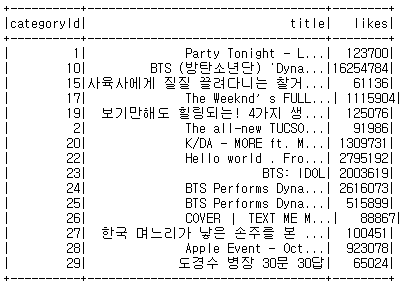 |categoryId|                title|   likes|
|         1|   Party Tonight - L...|  123700|
|        10|BTS (방탄소년단) 'Dyna...|16254784|
|        15|사육사에게 질질 끌려다니는 찰거...|   61136|
|        17|   The Weeknd’s FULL...| 1115904|
|        19|보기만해도 힐링되는! 4가지 생...|  125076|
|         2|   The all-new TUCSO...|   91986|
|        20|   K/DA - MORE ft. M...| 1309731|
|        22|   Hello world . Fro...| 2795192|
|        23|            BTS: IDOL| 2003619|
|        24|   BTS Performs Dyna...| 2616073|
|        25|   BTS Performs Dyna...|  515899|
|        26|   COVER | TEXT ME M...|   88867|
|        27|한국 며느리가 낳은 손주를 본 ...|  100451|
|        28|   Apple Event - Oct...|  923078|
|        29|   도경수 병장 30문 30답|   65024|